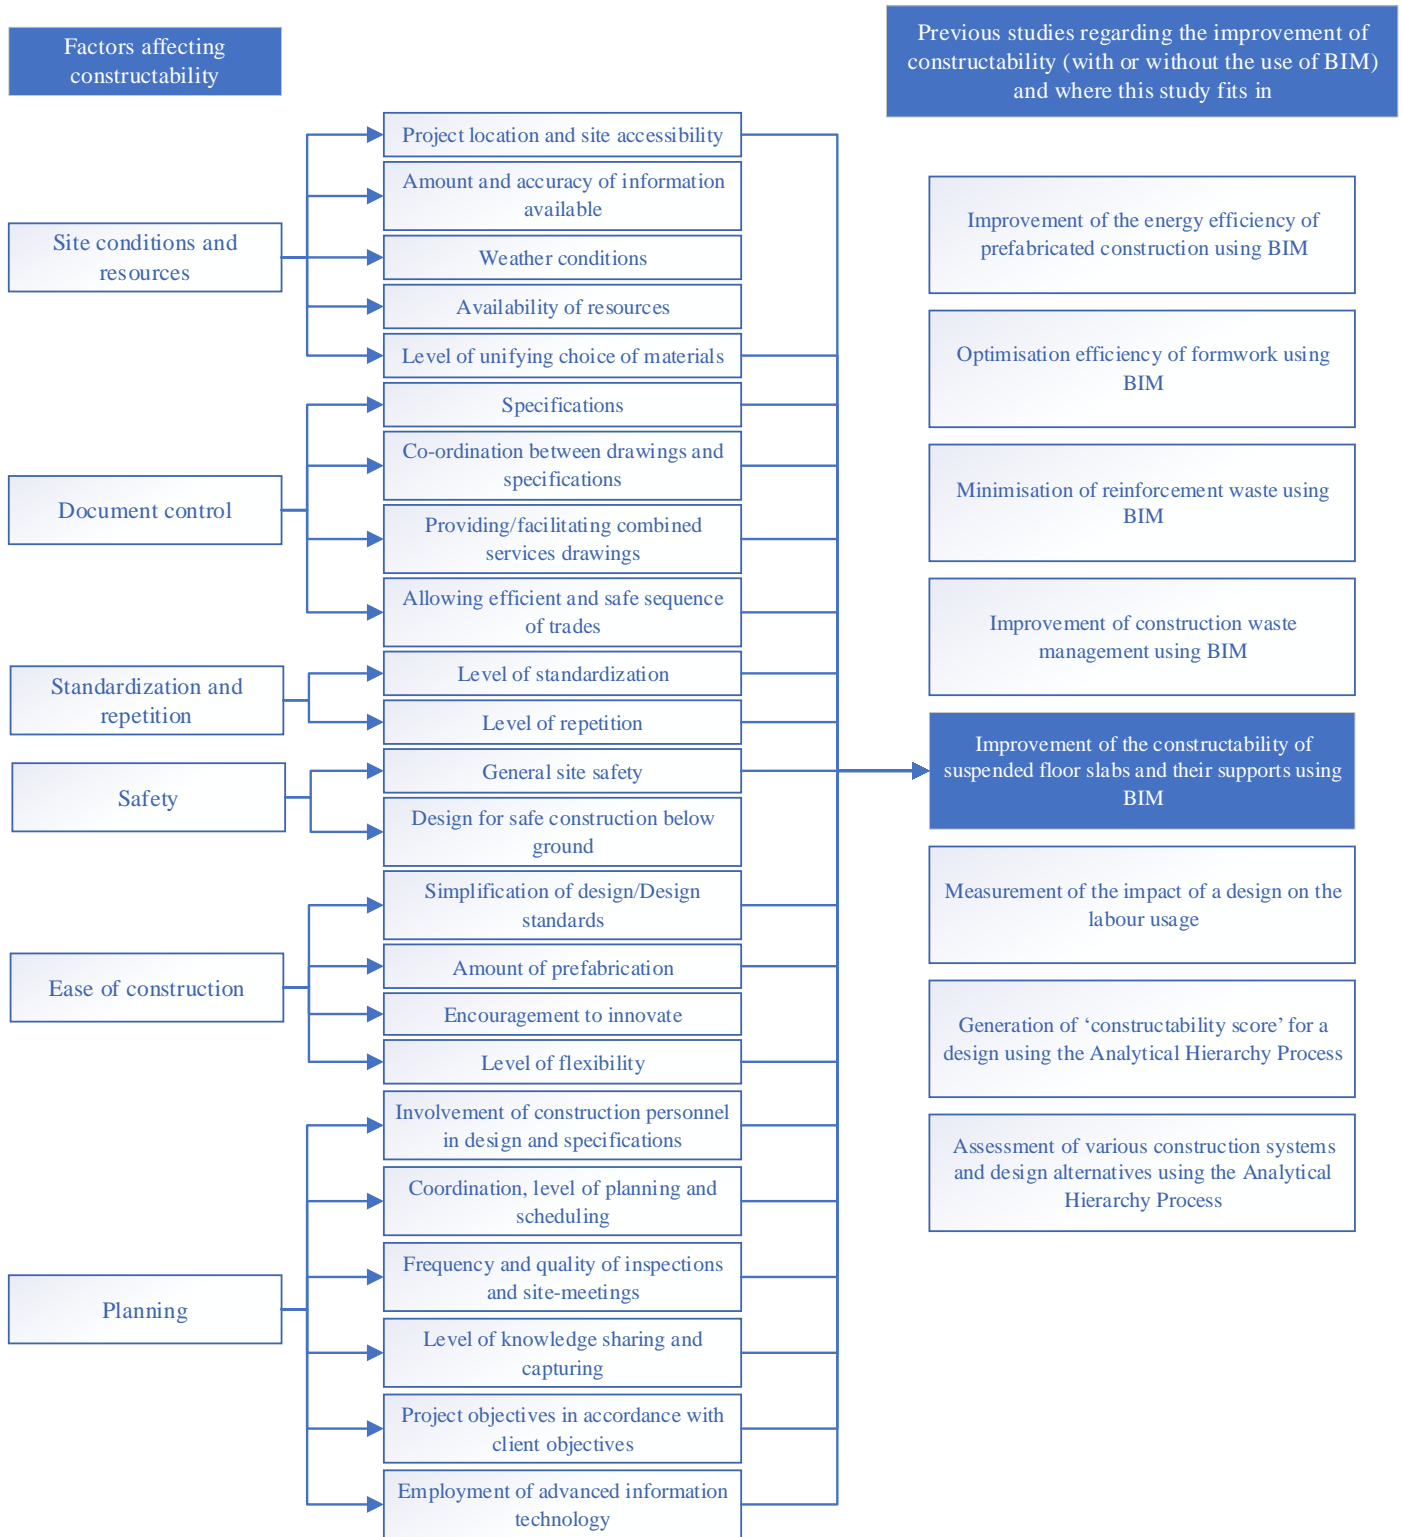 Factors affecting
constructability
Previous studies regarding the improvement of
constructability (with or without the use of BIM)
and where this study fits in
Site conditions and
resources
Project location and site accessibility
Amount and accuracy of information
available
Weather conditions
Availability of resources
Level of unifying choice of materials
Document control
Specifications
Co-ordination between drawings and
specifications
Providing/facilitating combined
services drawings
Allowing efficient and safe sequence
of trades
Standardization and
repetition
Level of standardization
Level of repetition
Safety
General site safety
Design for safe construction below
ground
Ease of construction
Simplification of design/Design
standards
Amount of prefabrication
Encouragement to innovate
Level of flexibility
Planning
Involvement of construction personnel
in design and specifications
Coordination, level of planning and
scheduling
Frequency and quality of inspections
and site-meetings
Level of knowledge sharing and
capturing
Project objectives in accordance with
client objectives
Employment of advanced information
technology
Improvement of the energy efficiency of
prefabricated construction using BIM
Optimisation efficiency of formwork using
BIM
Minimisation of reinforcement waste using
BIM
Improvement of construction waste
management using BIM
Improvement of the constructability of
suspended floor slabs and their supports using
BIM
Measurement of the impact of a design on the
labour usage
Generation of ‘constructability score’ for a
design using the Analytical Hierarchy Process
Assessment of various construction systems
and design alternatives using the Analytical
Hierarchy Process